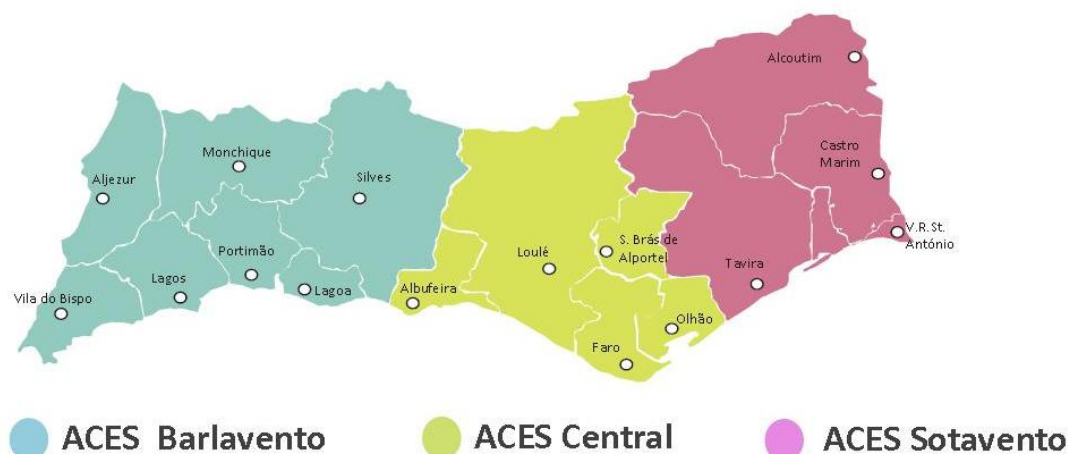 Alcoutim
Castro
Marim
Monchique
Aljezur
Silves
V.R.St.
António
S. Brás de
Alportel
Loulé
Portimão
Tavira
Lagos
Lagoa
Albufeira
Vila do Bispo
Olhão
Faro
ACES Barlavento
ACES Central
ACES Sotavento